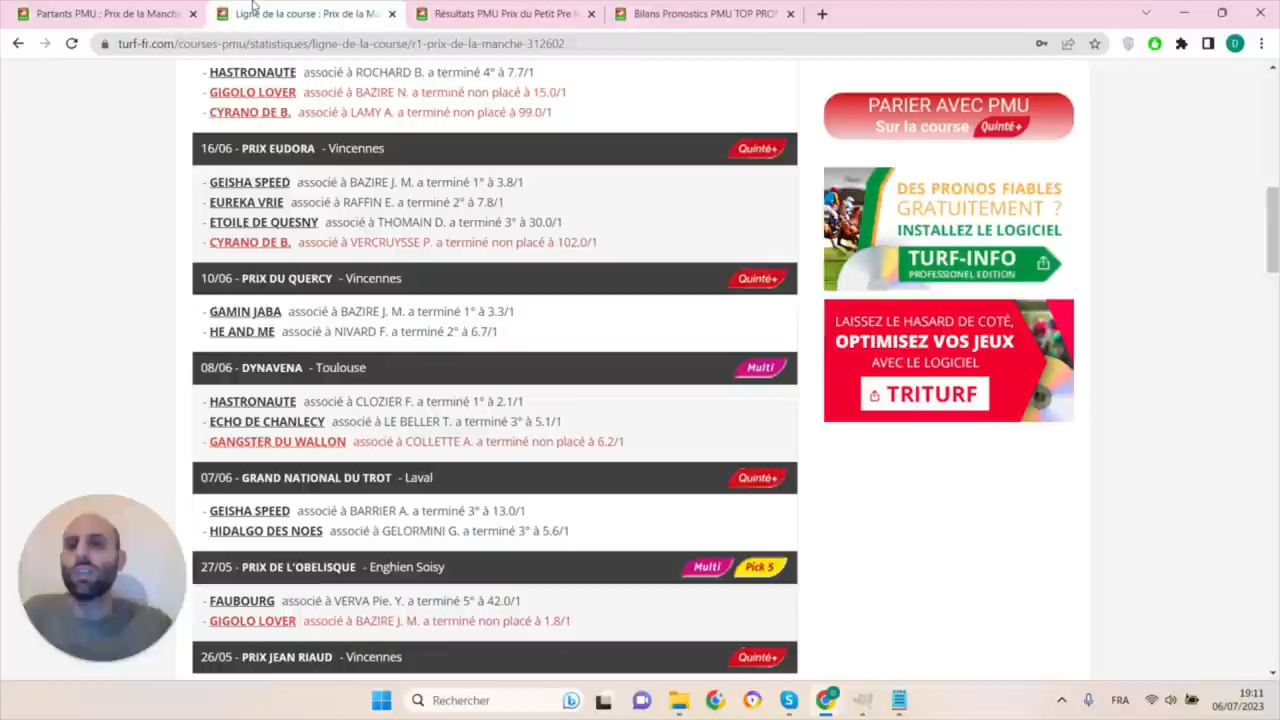 Partants PMU : Prix de la Manche
Ligne de la course : Prix de la Ma
Résultats PMU Prix du Petit Pre
Bilans Pronostics PMU TOP PRO
turf-fr.com/courses-pmu/statistiques/ligne-de-la-course/r1-prix-de-la-manche-312602
D
- HASTRONAUTE associé à ROCHARD B. a terminé 4° à 7.7/1
- GIGOLO LOVER associé à BAZIRE N. a terminé non placé à 15.0/1
- CYRANO DE B. associé à LAMY A. a terminé non placé à 99.0/1
16/06 - PRIX EUDORA - Vincennes Quinté+
- GEISHA SPEED associé à BAZIRE J. M. a terminé 1° à 3.8/1
- EUREKA VRIE associé à RAFFIN E. a terminé 2° à 7.8/1
- ETOILE DE QUESNY associé à THOMAIN D. a terminé 3° à 30.0/1
- CYRANO DE B. associé à VERCRUYSSE P. a terminé non placé à 102.0/1
10/06 - PRIX DU QUERCY - Vincennes Quinté+
- GAMIN JABA associé à BAZIRE J. M. a terminé 1° à 3.3/1
- HE AND ME associé à NIVARD F. a terminé 2° à 6.7/1
08/06 - DYNAVENA - Toulouse Multi
- HASTRONAUTE associé à CLOZIER F. a terminé 1° à 2.1/1
- ECHO DE CHANLECY associé à LE BELLER T. a terminé 3° à 5.1/1
- GANGSTER DU WALLON associé à COLLETTE A. a terminé non placé à 6.2/1
07/06 - GRAND NATIONAL DU TROT - Laval Quinté+
- GEISHA SPEED associé à BARRIER A. a terminé 3° à 13.0/1
- HIDALGO DES NOES associé à GELORMINI G. a terminé 3° à 5.6/1
27/05 - PRIX DE L'OBELISQUE - Enghien Soisy Multi Pick 5
- FAUBOURG associé à VERVA Pie. Y. a terminé 5° à 42.0/1
- GIGOLO LOVER associé à BAZIRE J. M. a terminé non placé à 1.8/1
26/05 - PRIX JEAN RIAUD - Vincennes Quinté+
PARIER AVEC PMU
Sur la course Quinté+
DES PRONOS FIABLES
GRATUITEMENT ?
INSTALLEZ LE LOGICIEL
TURF-INFO
PROFESSIONEL EDITION
LAISSEZ LE HASARD DE COTÉ,
OPTIMISEZ VOS JEUX
AVEC LE LOGICIEL
TRITURF
Rechercher
FRA
19:11
06/07/2023